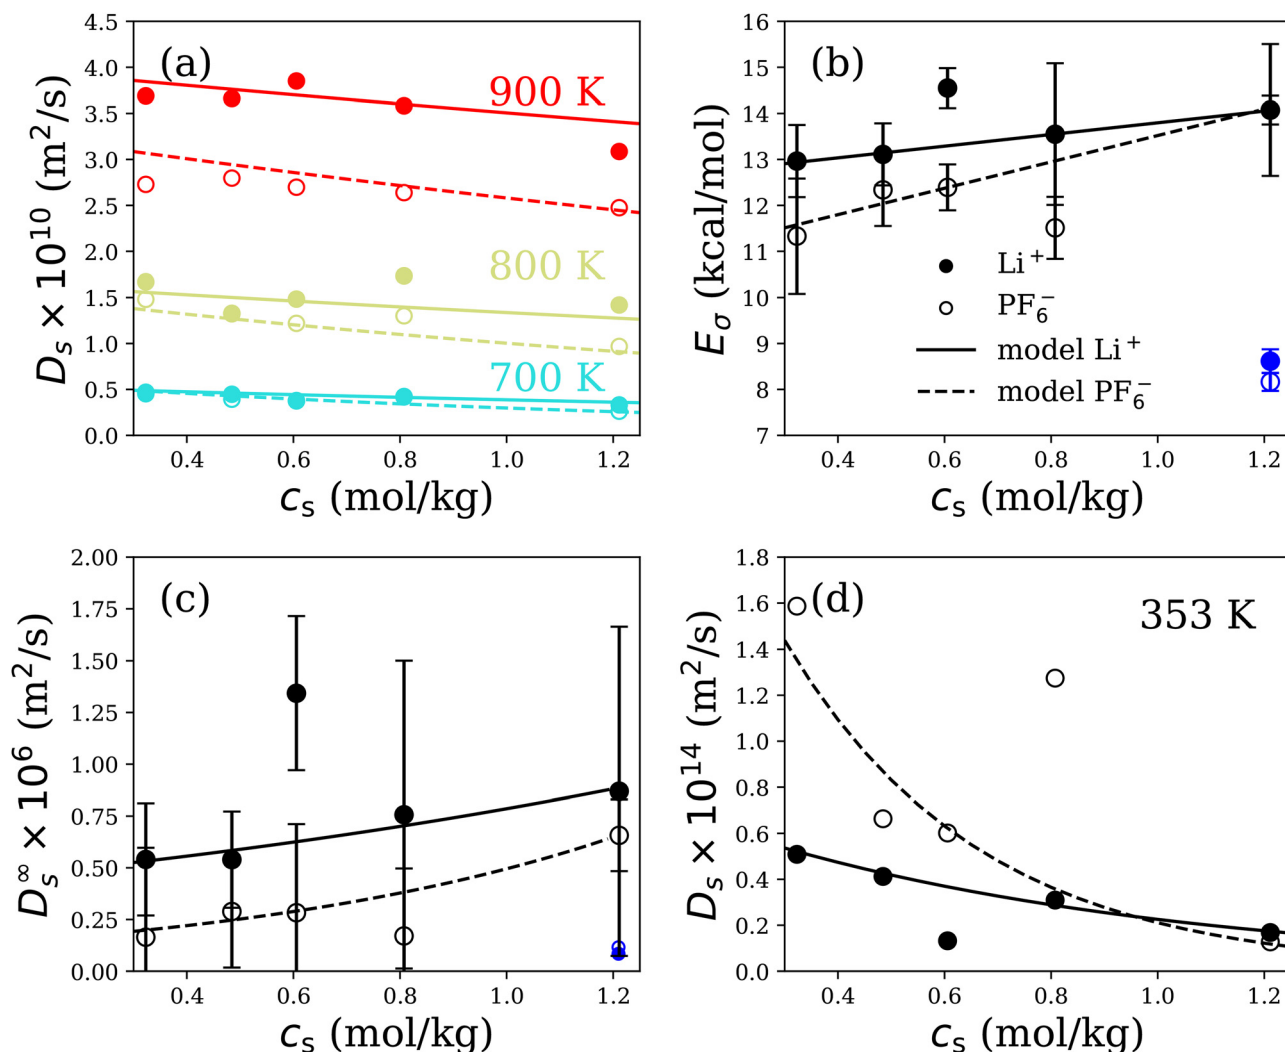 (a)
900 K
800 K
700 K
4.5
4.0
3.5
3.0
2.5
2.0
1.5
1.0
0.5
0.0
D_s × 10^10 (m^2/s)
0.4 0.6 0.8 1.0 1.2
c_s (mol/kg)
(b)
16
15
14
13
12
11
10
9
8
7
E_σ (kcal/mol)
Li^+
PF_6^−
model Li^+
model PF_6^−
0.4 0.6 0.8 1.0 1.2
c_s (mol/kg)
(c)
2.00
1.75
1.50
1.25
1.00
0.75
0.50
0.25
0.00
D_s^∞ × 10^6 (m^2/s)
0.4 0.6 0.8 1.0 1.2
c_s (mol/kg)
(d)
353 K
1.8
1.6
1.4
1.2
1.0
0.8
0.6
0.4
0.2
0.0
D_s × 10^14 (m^2/s)
0.4 0.6 0.8 1.0 1.2
c_s (mol/kg)